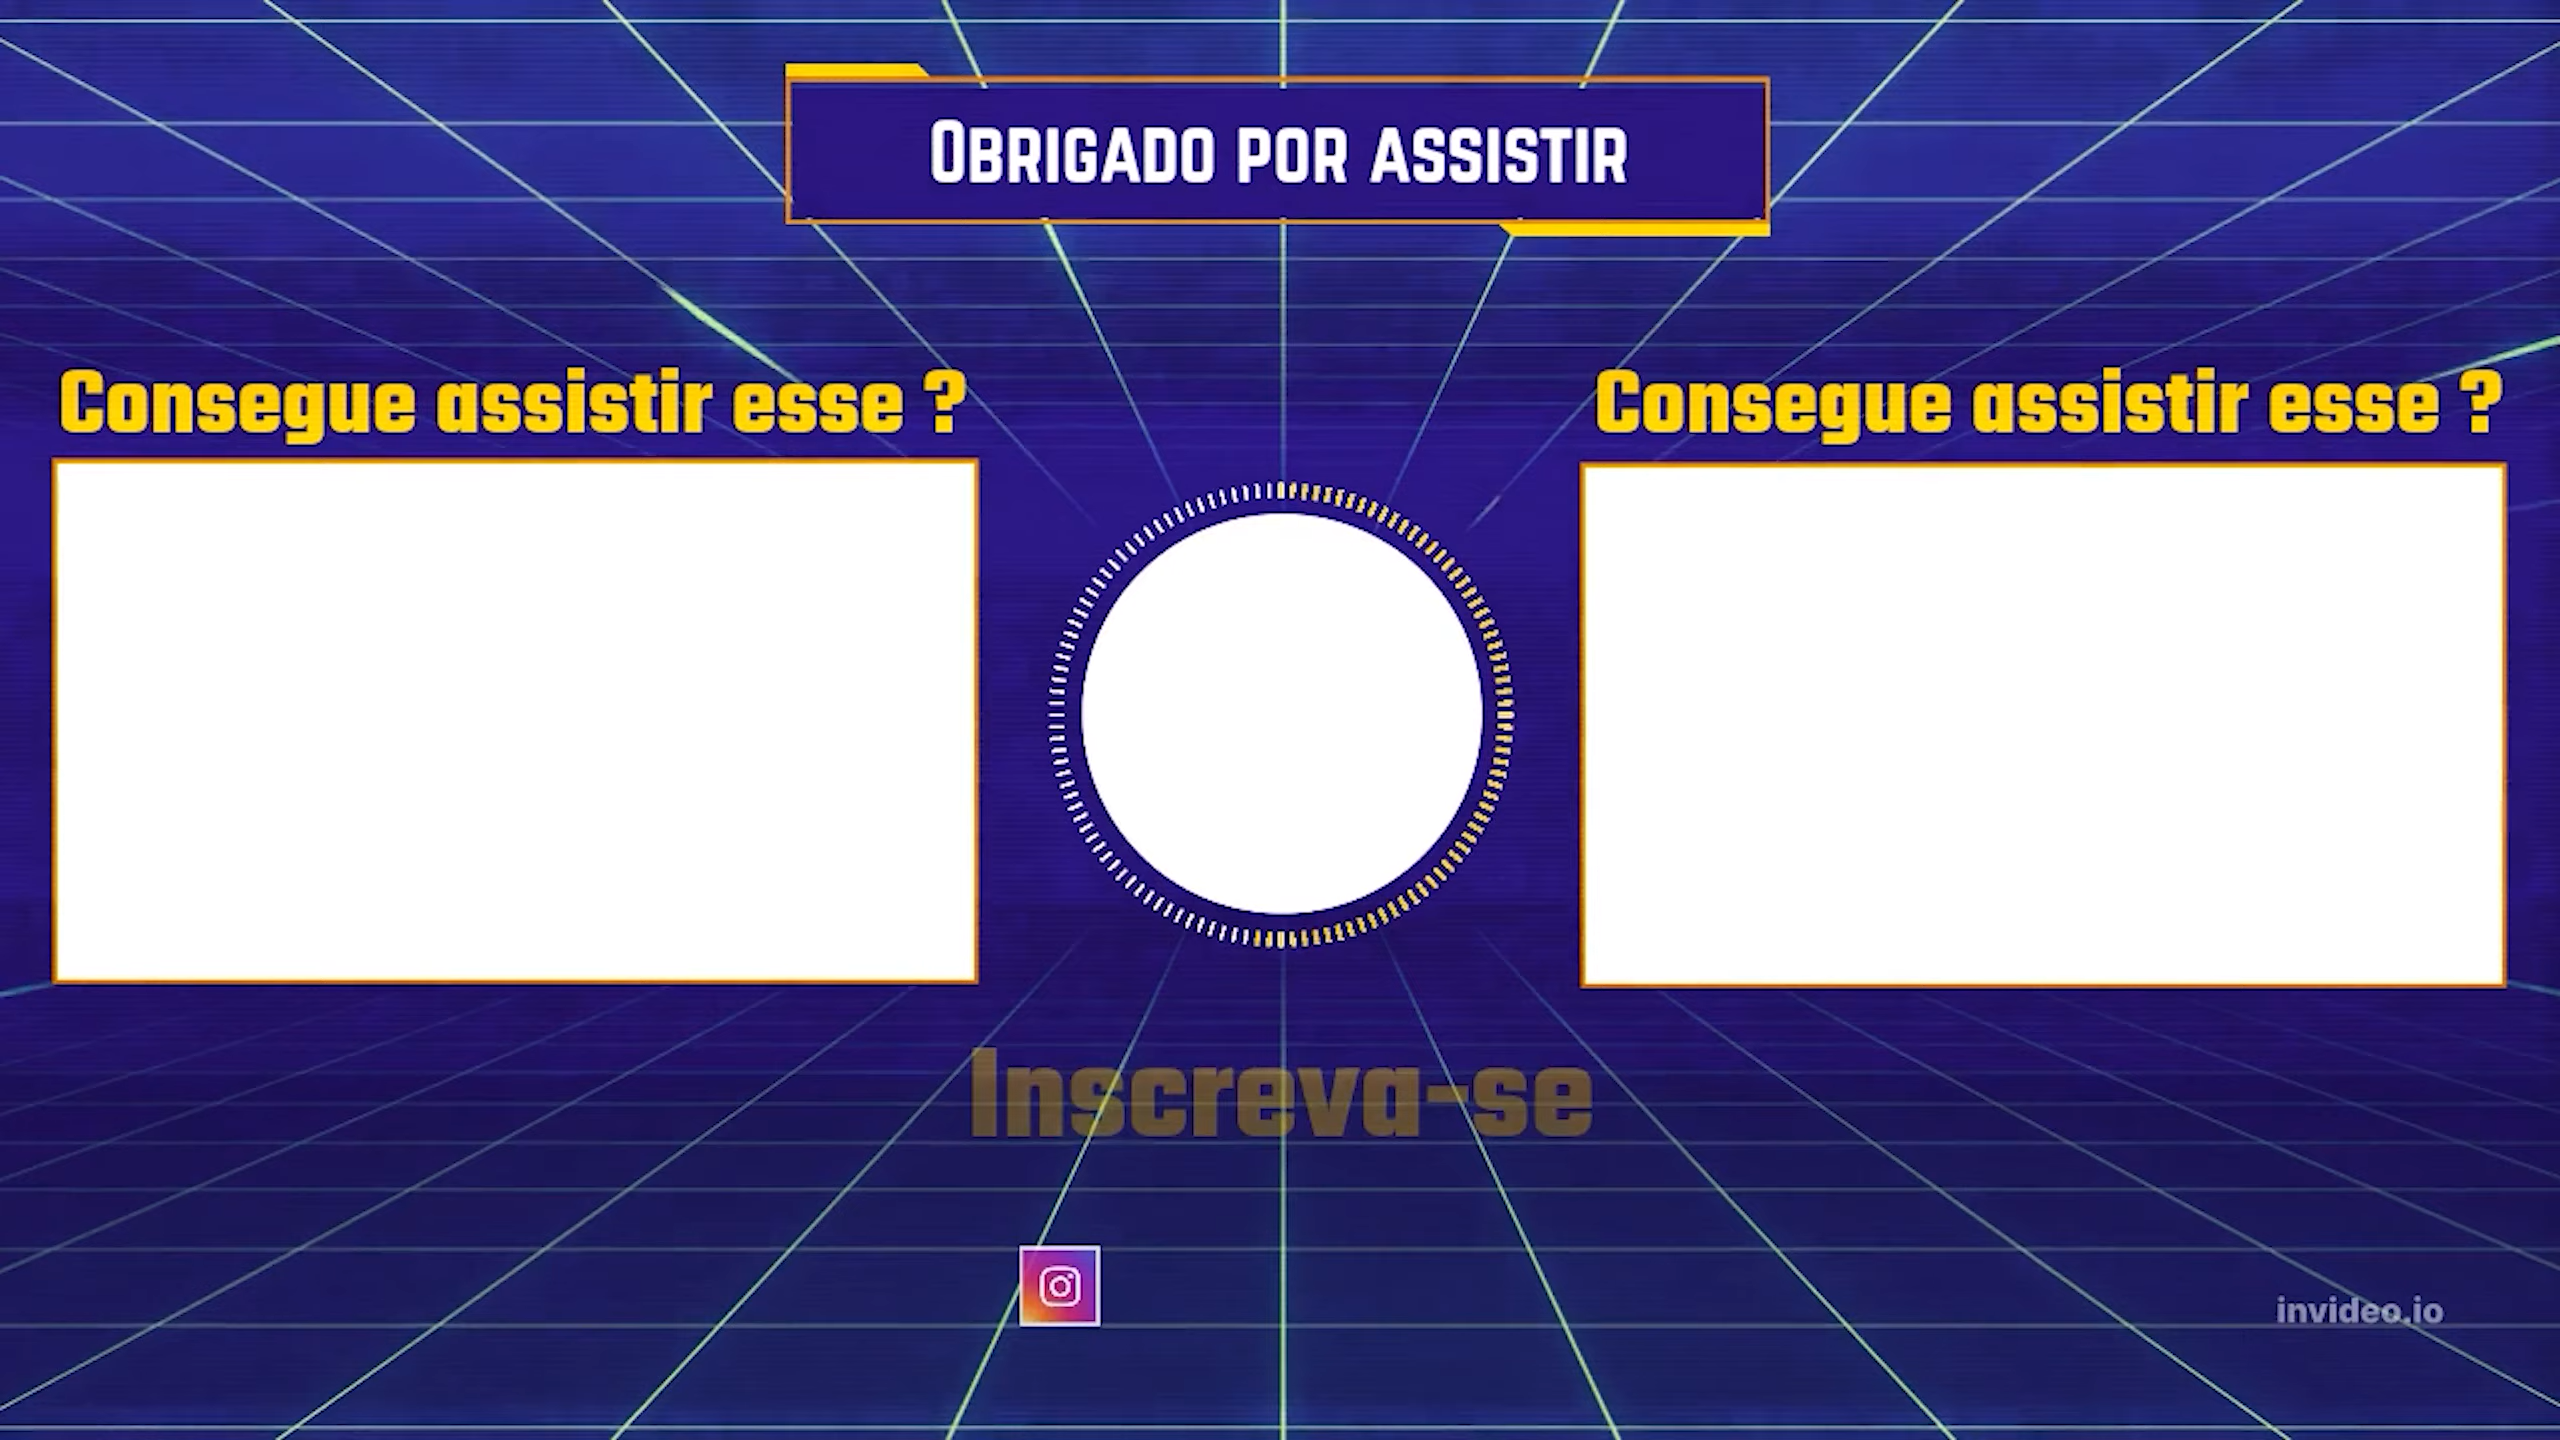 Obrigado por assistir
Consegue assistir esse ?
Consegue assistir esse ?
Inscreva-se
invideo.io